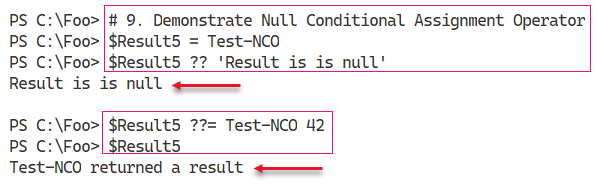 PS C:\Foo> # 9. Demonstrate Null Conditional Assignment Operator
PS C:\Foo> $Result5 = Test-NCO
PS C:\Foo> $Result5 ?? 'Result is is null'
Result is is null
PS C:\Foo> $Result5 ??= Test-NCO 42
PS C:\Foo> $Result5
Test-NCO returned a result